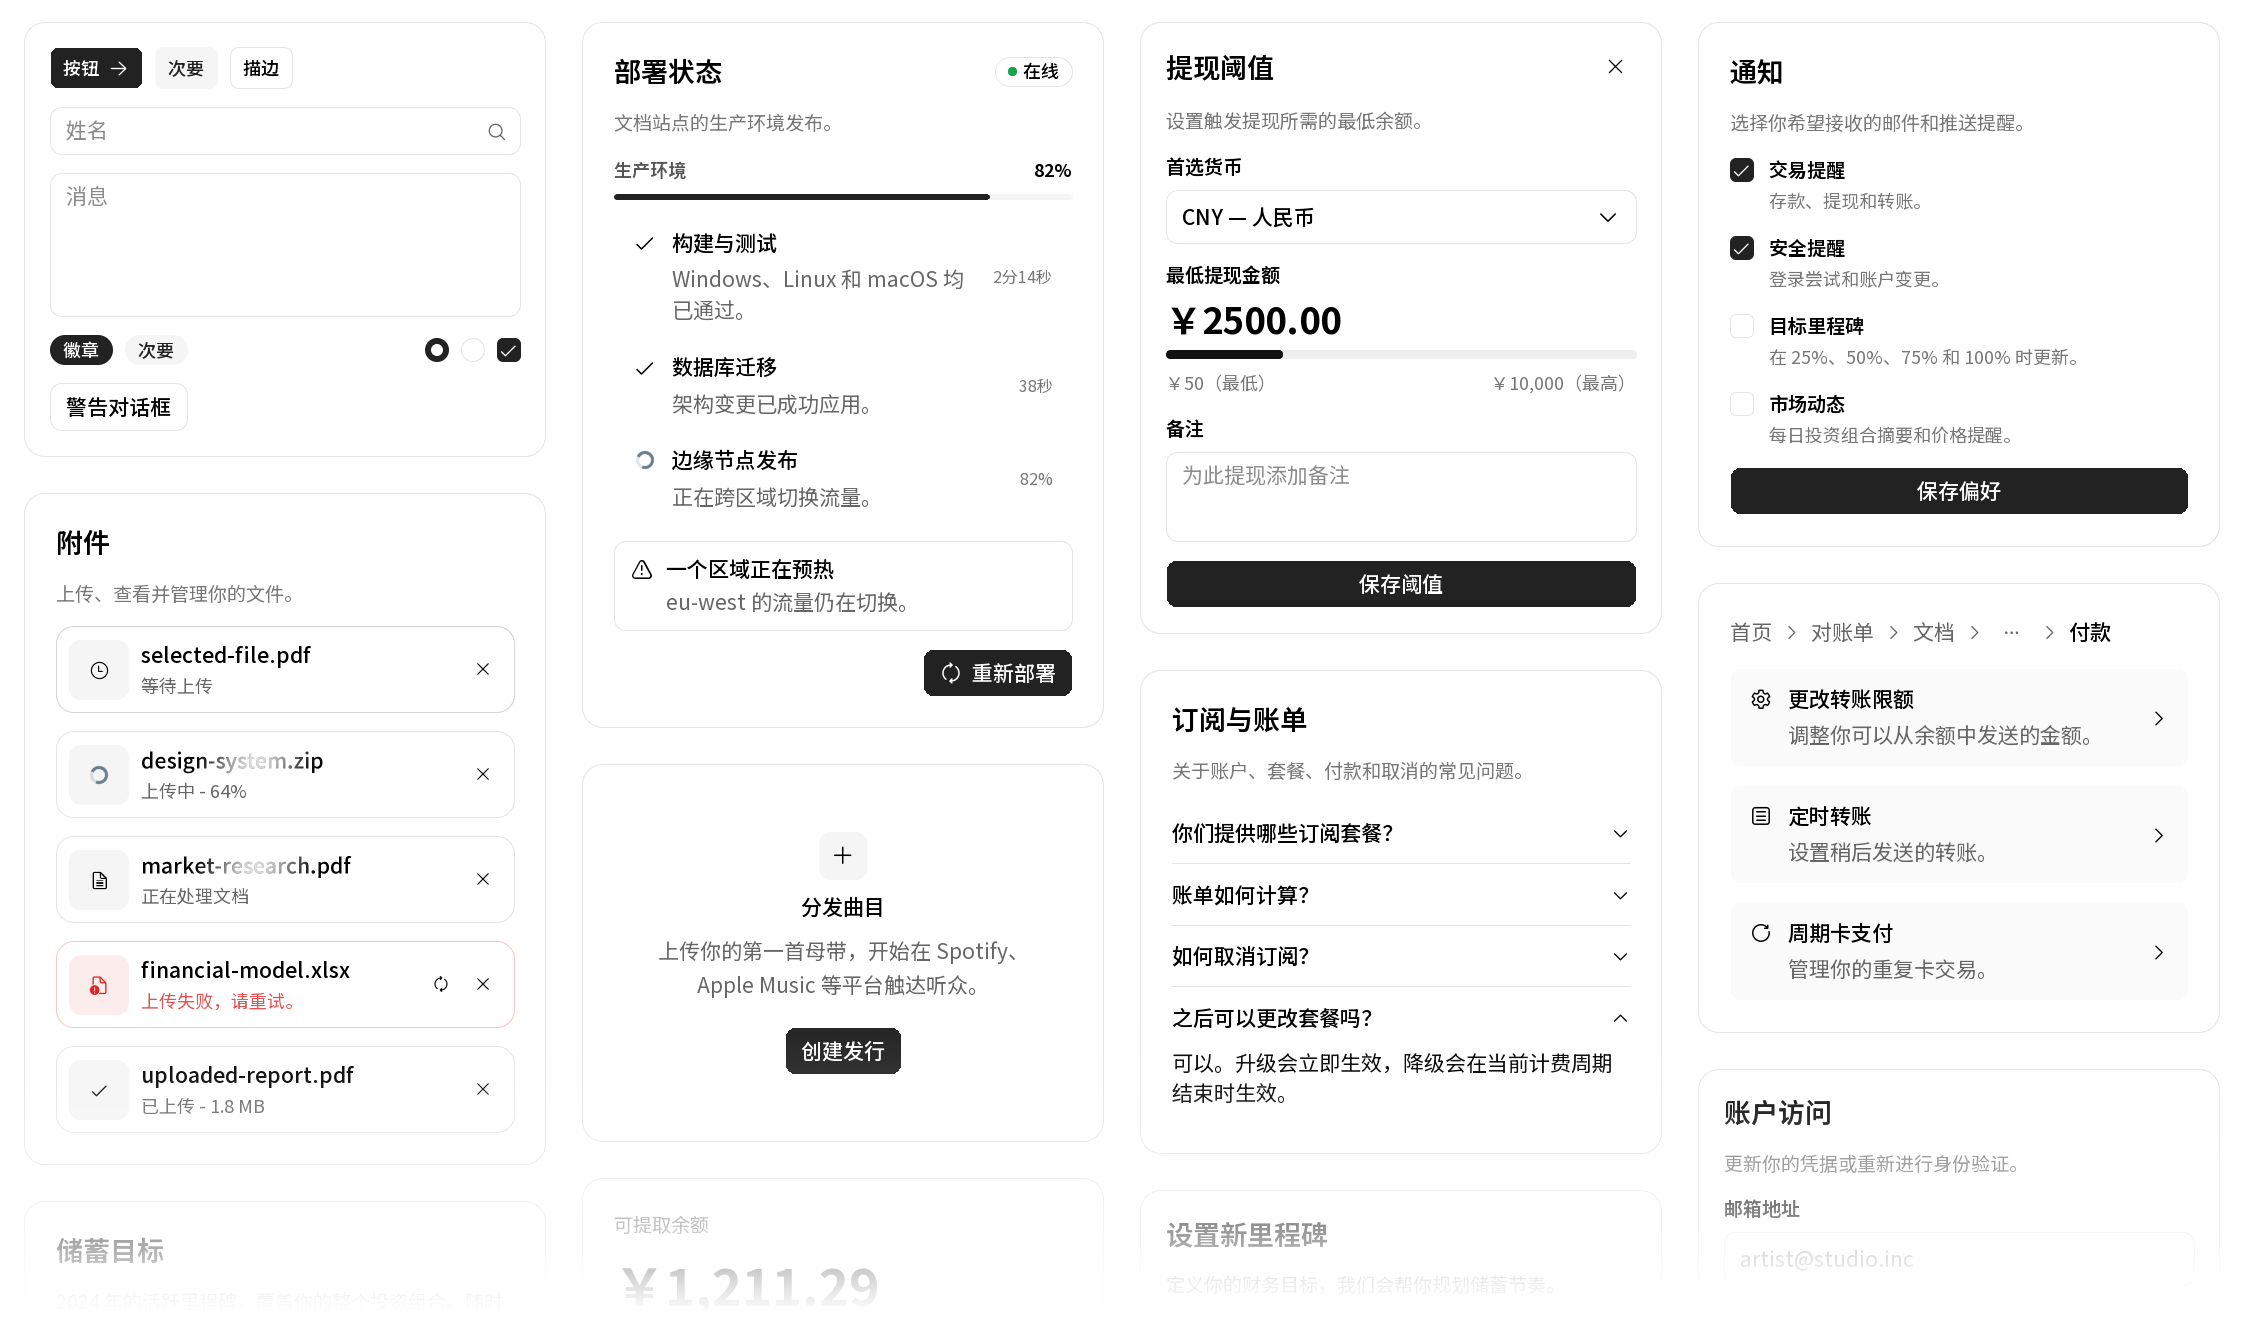 按钮
次要
描边
姓名
消息
徽章
次要
警告对话框
附件
上传、查看并管理你的文件。
selected-file.pdf
等待上传
design-system.zip
上传中 - 64%
market-research.pdf
正在处理文档
financial-model.xlsx
上传失败，请重试。
uploaded-report.pdf
已上传 - 1.8 MB
储蓄目标
2024 年的活跃里程碑，覆盖你的整个投资组合。随时
部署状态
在线
文档站点的生产环境发布。
生产环境
82%
构建与测试
Windows、Linux 和 macOS 均
已通过。
2分14秒
数据库迁移
架构变更已成功应用。
38秒
边缘节点发布
正在跨区域切换流量。
82%
一个区域正在预热
eu-west 的流量仍在切换。
重新部署
分发曲目
上传你的第一首母带，开始在 Spotify、
Apple Music 等平台触达听众。
创建发行
可提取余额
￥1,211.29
提现阈值
设置触发提现所需的最低余额。
首选货币
CNY — 人民币
最低提现金额
￥2500.00
￥50（最低）
￥10,000（最高）
备注
为此提现添加备注
保存阈值
订阅与账单
关于账户、套餐、付款和取消的常见问题。
你们提供哪些订阅套餐？
账单如何计算？
如何取消订阅？
之后可以更改套餐吗？
可以。升级会立即生效，降级会在当前计费周期
结束时生效。
设置新里程碑
定义你的财务目标，我们会帮你规划储蓄节奏。
通知
选择你希望接收的邮件和推送提醒。
交易提醒
存款、提现和转账。
安全提醒
登录尝试和账户变更。
目标里程碑
在 25%、50%、75% 和 100% 时更新。
市场动态
每日投资组合摘要和价格提醒。
保存偏好
首页
对账单
文档
···
付款
更改转账限额
调整你可以从余额中发送的金额。
定时转账
设置稍后发送的转账。
周期卡支付
管理你的重复卡交易。
账户访问
更新你的凭据或重新进行身份验证。
邮箱地址
artist@studio.inc